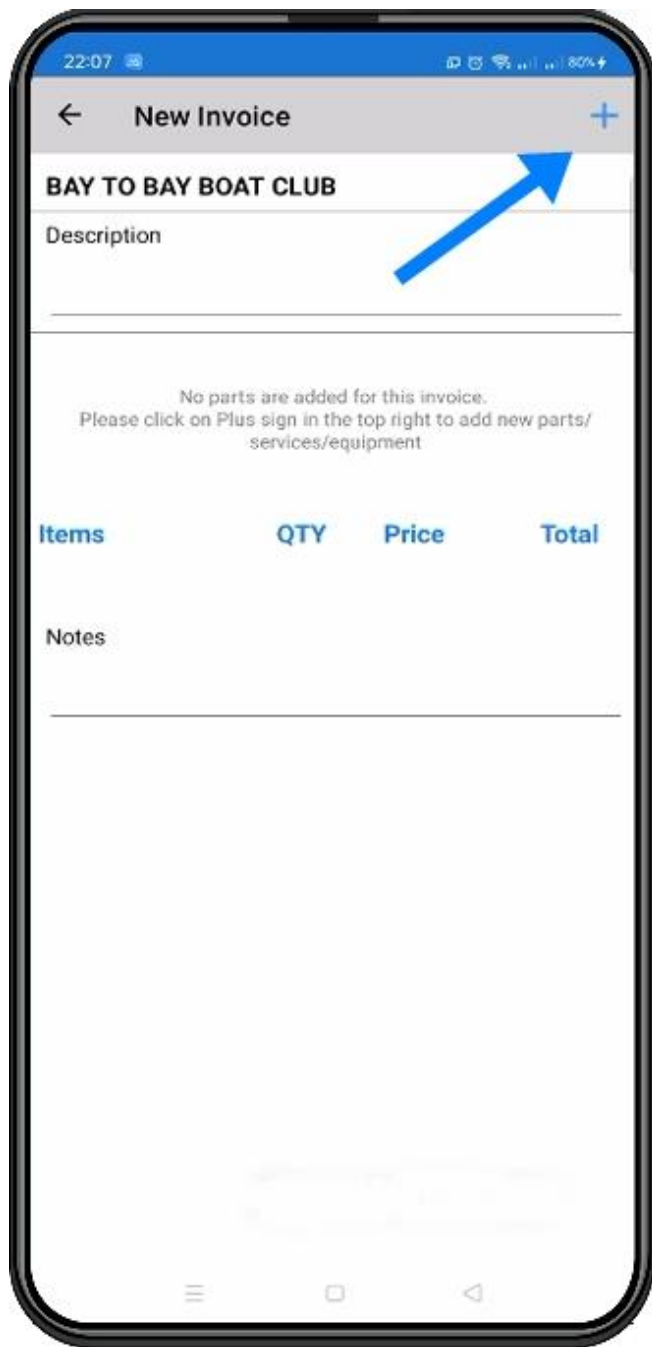 22:07 80%
New Invoice
BAY TO BAY BOAT CLUB
Description
No parts are added for this invoice.
Please click on Plus sign in the top right to add new parts/
services/equipment
Items QTY Price Total
Notes